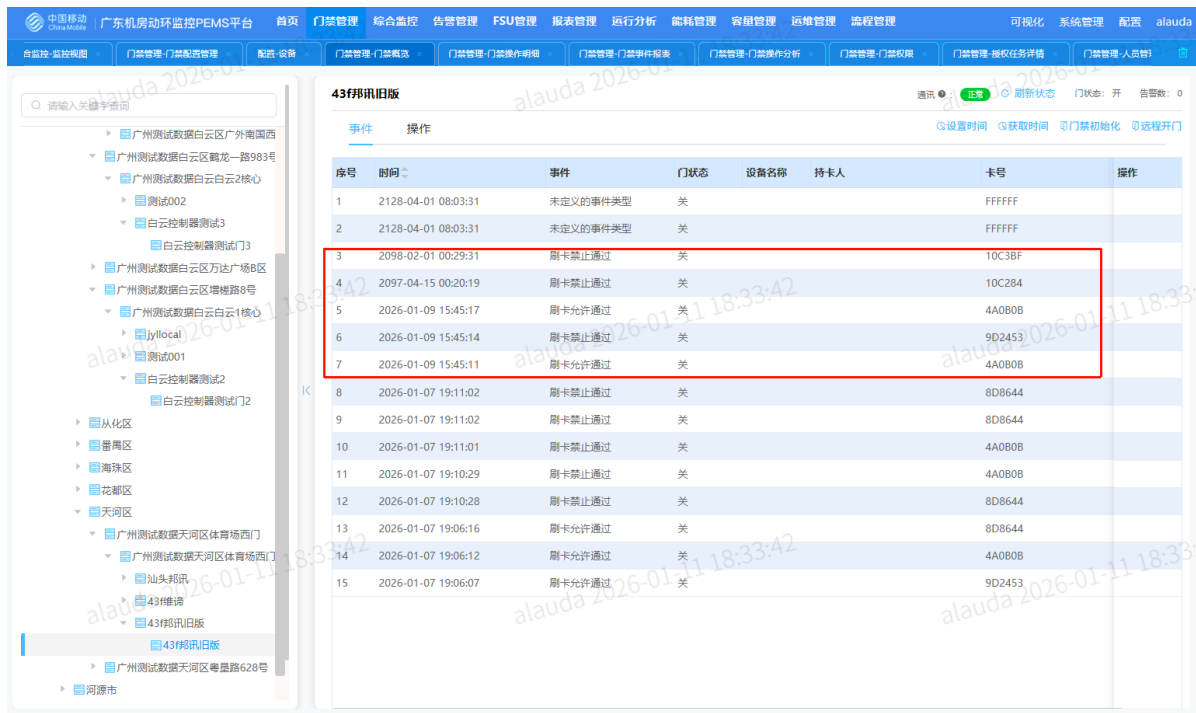 中国移动 China Mobile 广东机房动环监控PEMS平台 首页 门禁管理 综合监控 告警管理 FSU管理 报表管理 运行分析 能耗管理 容量管理 运维管理 流程管理 可视化 系统管理 配置 alauda
台监控-监控视图 门禁管理-门禁配置管理 配置-设备 门禁管理-门禁概览 门禁管理-门禁操作明细 门禁管理-门禁事件报表 门禁管理-门禁操作分析 门禁管理-门禁权限 门禁管理-授权任务详情 门禁管理-人员管理
请输入关键字查询
广州测试数据白云区广外南国西
广州测试数据白云区鹤龙一路983号
广州测试数据白云白云2核心
测试002
白云控制器测试3
白云控制器测试门3
广州测试数据白云区万达广场B区
广州测试数据白云区增槎路8号
广州测试数据白云白云1核心
jyllocal
测试001
白云控制器测试2
白云控制器测试门2
从化区
番禺区
海珠区
花都区
天河区
广州测试数据天河区体育场西门
广州测试数据天河区体育场西门
汕头邦讯
43f维谛
43f邦讯旧版
43f邦讯旧版
广州测试数据天河区粤垦路628号
河源市
43f邦讯旧版 通讯 : 正常 刷新状态 门状态: 开 告警数: 0
事件 操作 设置时间 获取时间 门禁初始化 远程开门
序号 时间 事件 门状态 设备名称 持卡人 卡号 操作
1 2128-04-01 08:03:31 未定义的事件类型 关 FFFFFF
2 2128-04-01 08:03:31 未定义的事件类型 关 FFFFFF
3 2098-02-01 00:29:31 刷卡禁止通过 关 10C3BF
4 2097-04-15 00:20:19 刷卡禁止通过 关 10C284
5 2026-01-09 15:45:17 刷卡允许通过 关 4A0B0B
6 2026-01-09 15:45:14 刷卡禁止通过 关 9D2453
7 2026-01-09 15:45:11 刷卡允许通过 关 4A0B0B
8 2026-01-07 19:11:02 刷卡禁止通过 关 8D8644
9 2026-01-07 19:11:02 刷卡禁止通过 关 8D8644
10 2026-01-07 19:11:01 刷卡禁止通过 关 4A0B0B
11 2026-01-07 19:10:29 刷卡禁止通过 关 4A0B0B
12 2026-01-07 19:10:28 刷卡禁止通过 关 8D8644
13 2026-01-07 19:06:16 刷卡允许通过 关 8D8644
14 2026-01-07 19:06:12 刷卡允许通过 关 4A0B0B
15 2026-01-07 19:06:07 刷卡允许通过 关 9D2453
alauda 2026-01-11 18:33:42
alauda 2026-01-11 18:33:42
alauda 2026-01-11 18:33:42